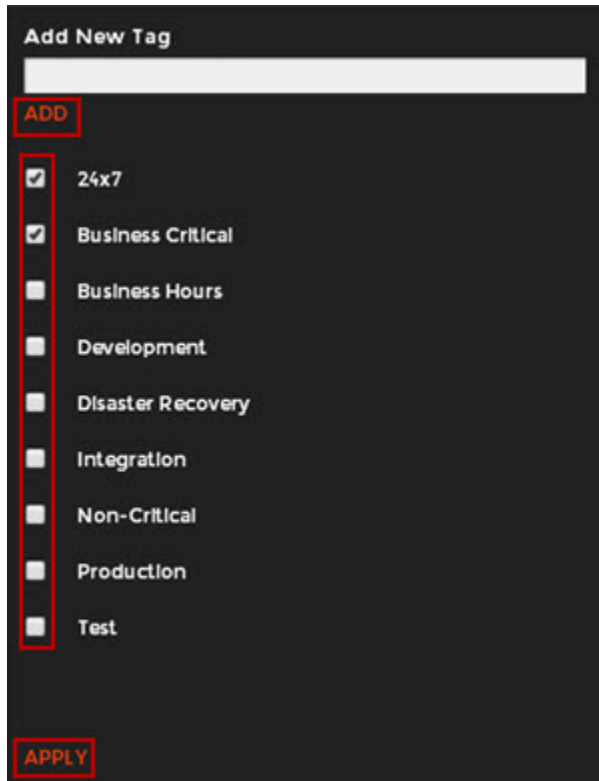 Add New Tag
ADD
24x7
Business Critical
Business Hours
Development
Disaster Recovery
Integration
Non-Critical
Production
Test
APPLY